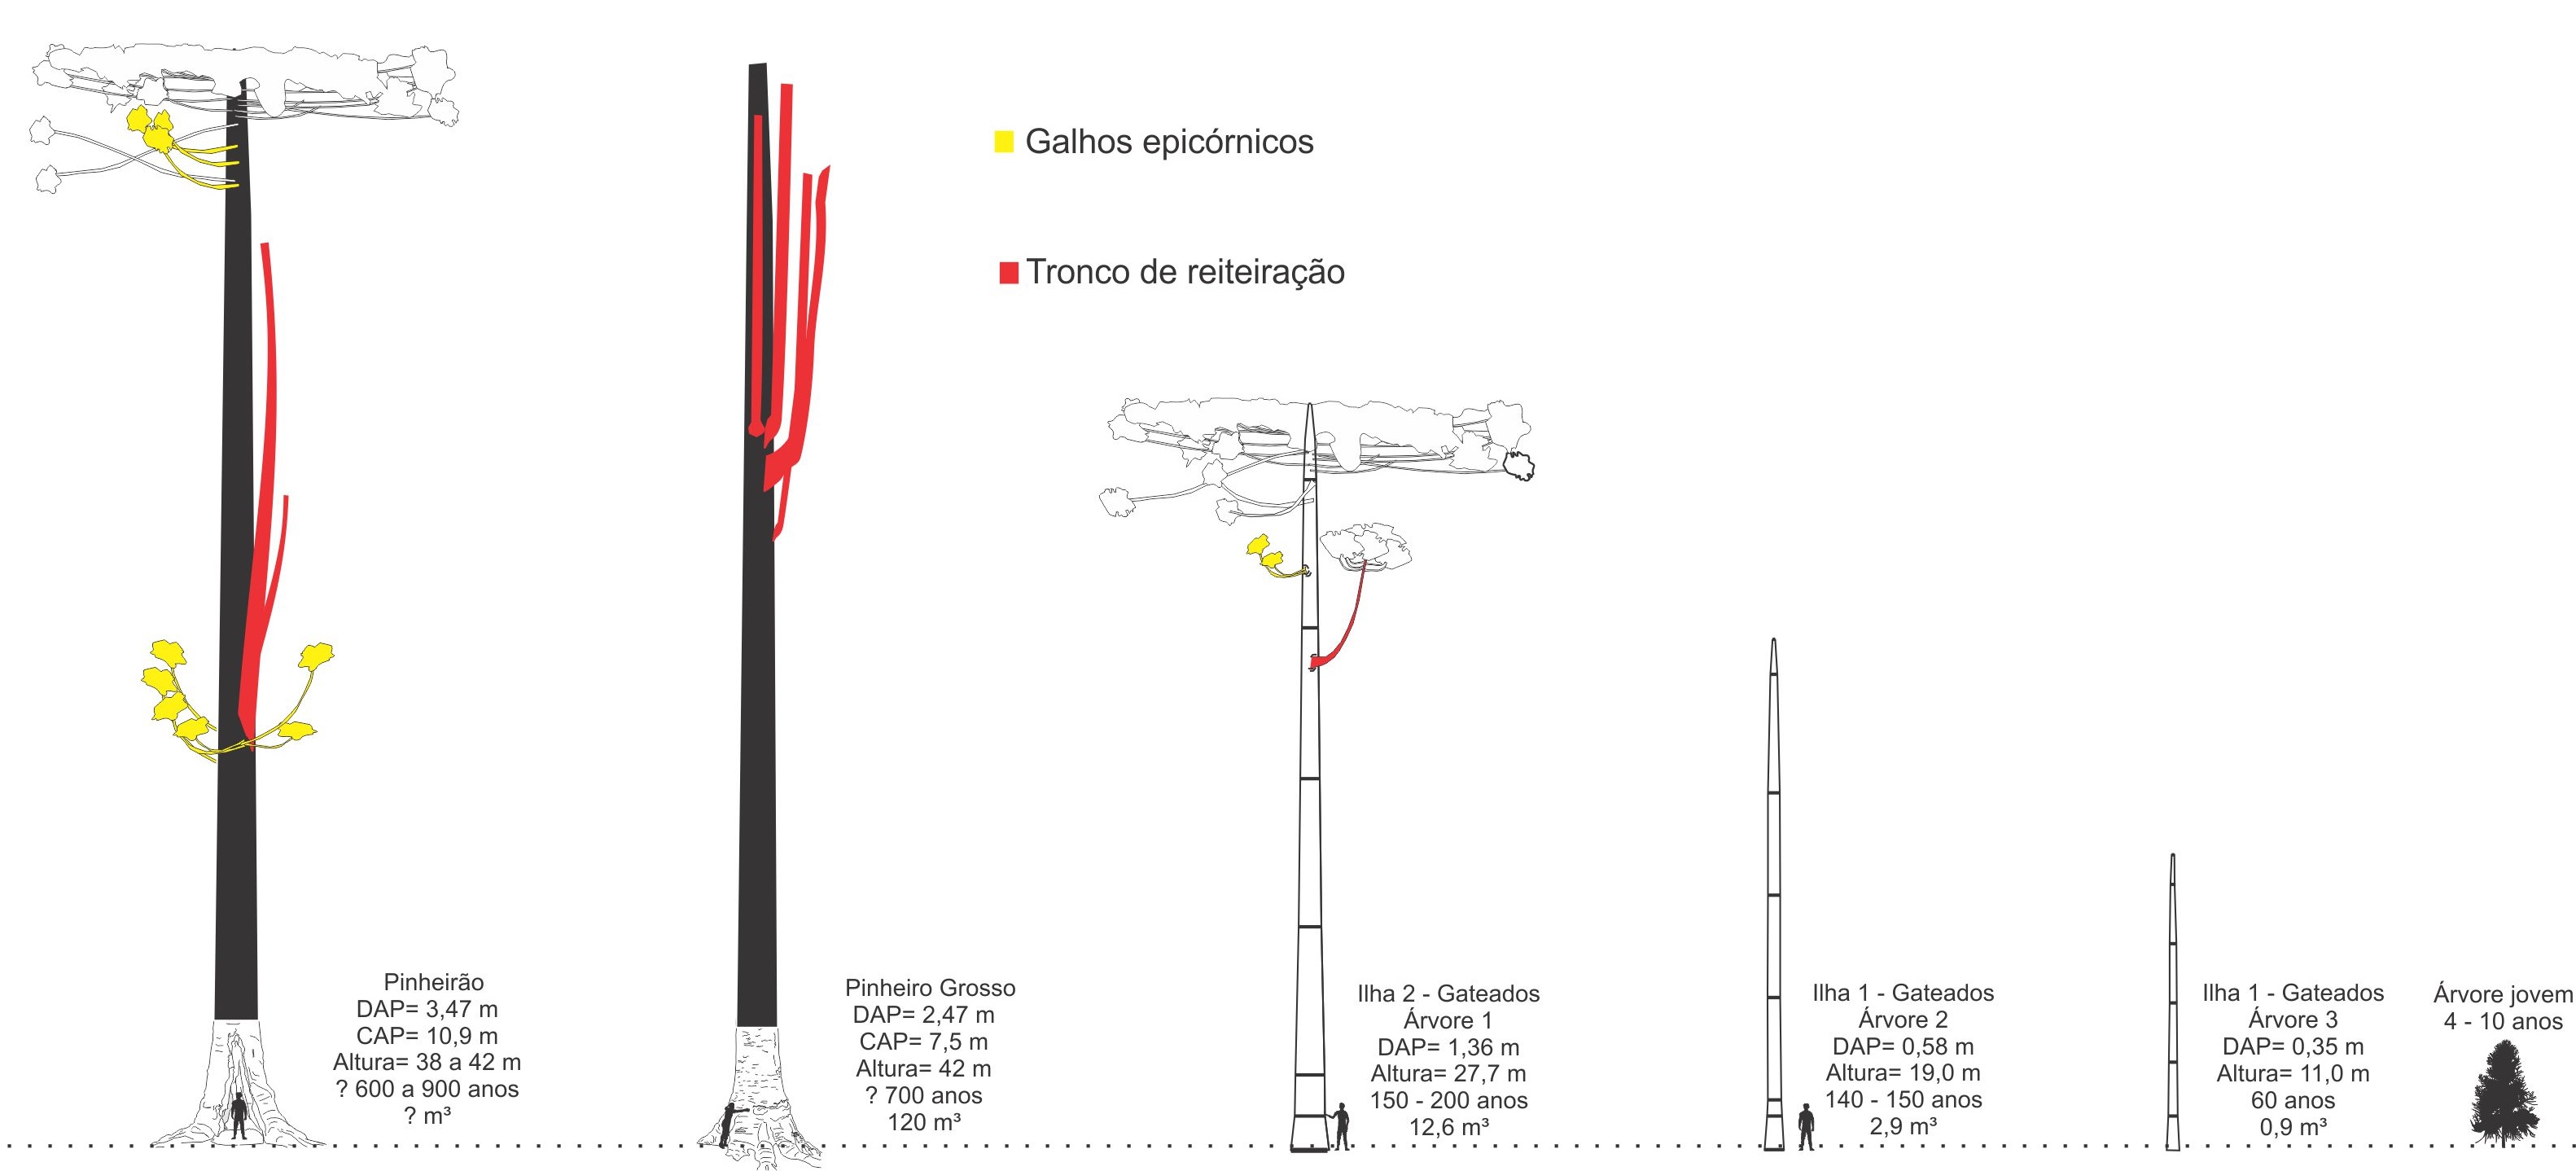 Galhos epicórnicos
Tronco de reiteiração
Pinheirão
DAP= 3,47 m
CAP= 10,9 m
Altura= 38 a 42 m
? 600 a 900 anos
? m³
Pinheiro Grosso
DAP= 2,47 m
CAP= 7,5 m
Altura= 42 m
? 700 anos
120 m³
Ilha 2 - Gateados
Árvore 1
DAP= 1,36 m
Altura= 27,7 m
150 - 200 anos
12,6 m³
Ilha 1 - Gateados
Árvore 2
DAP= 0,58 m
Altura= 19,0 m
140 - 150 anos
2,9 m³
Ilha 1 - Gateados
Árvore 3
DAP= 0,35 m
Altura= 11,0 m
60 anos
0,9 m³
Árvore jovem
4 - 10 anos